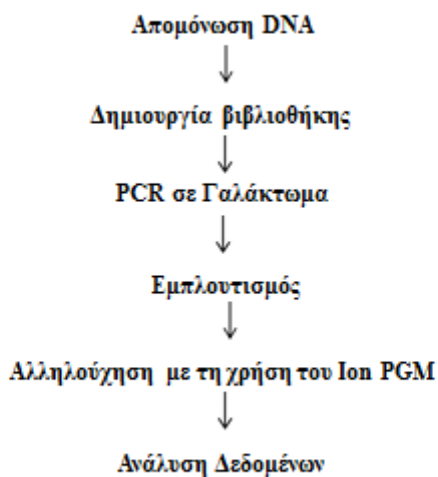 Απομόνωση DNA
Δημιουργία βιβλιοθήκης
PCR σε Γαλάκτωμα
Εμπλουτισμός
Αλληλούχηση με τη χρήση του Ion PGM
Ανάλυση Δεδομένων